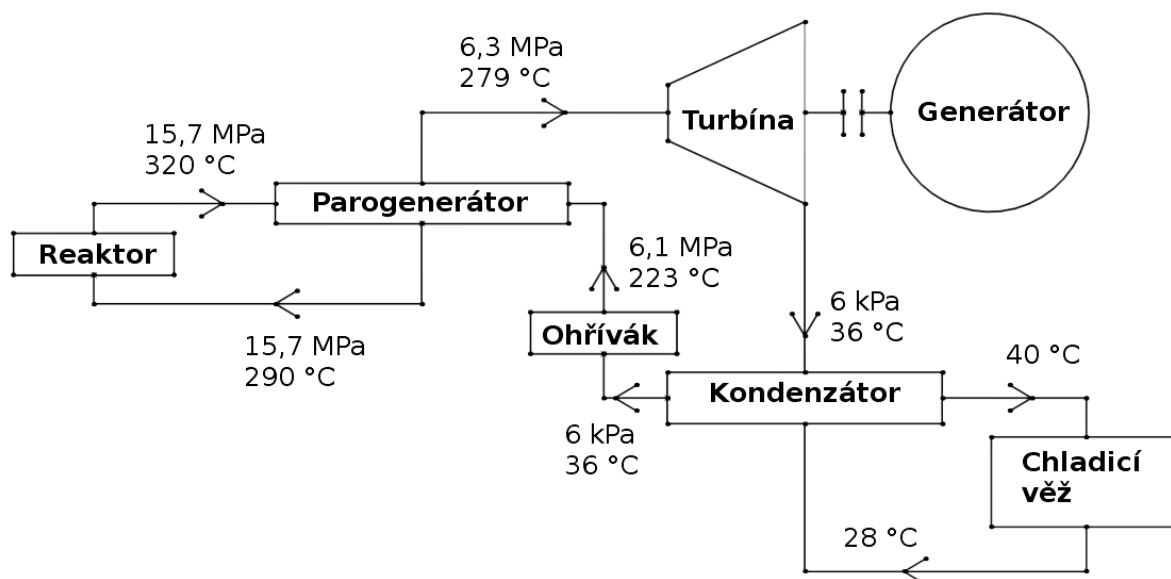 6,3 MPa
279 °C
Turbína
Generátor
15,7 MPa
320 °C
Parogenerátor
Reaktor
6,1 MPa
223 °C
Ohřívák
6 kPa
36 °C
15,7 MPa
290 °C
40 °C
Kondenzátor
6 kPa
36 °C
Chladicí
věž
28 °C